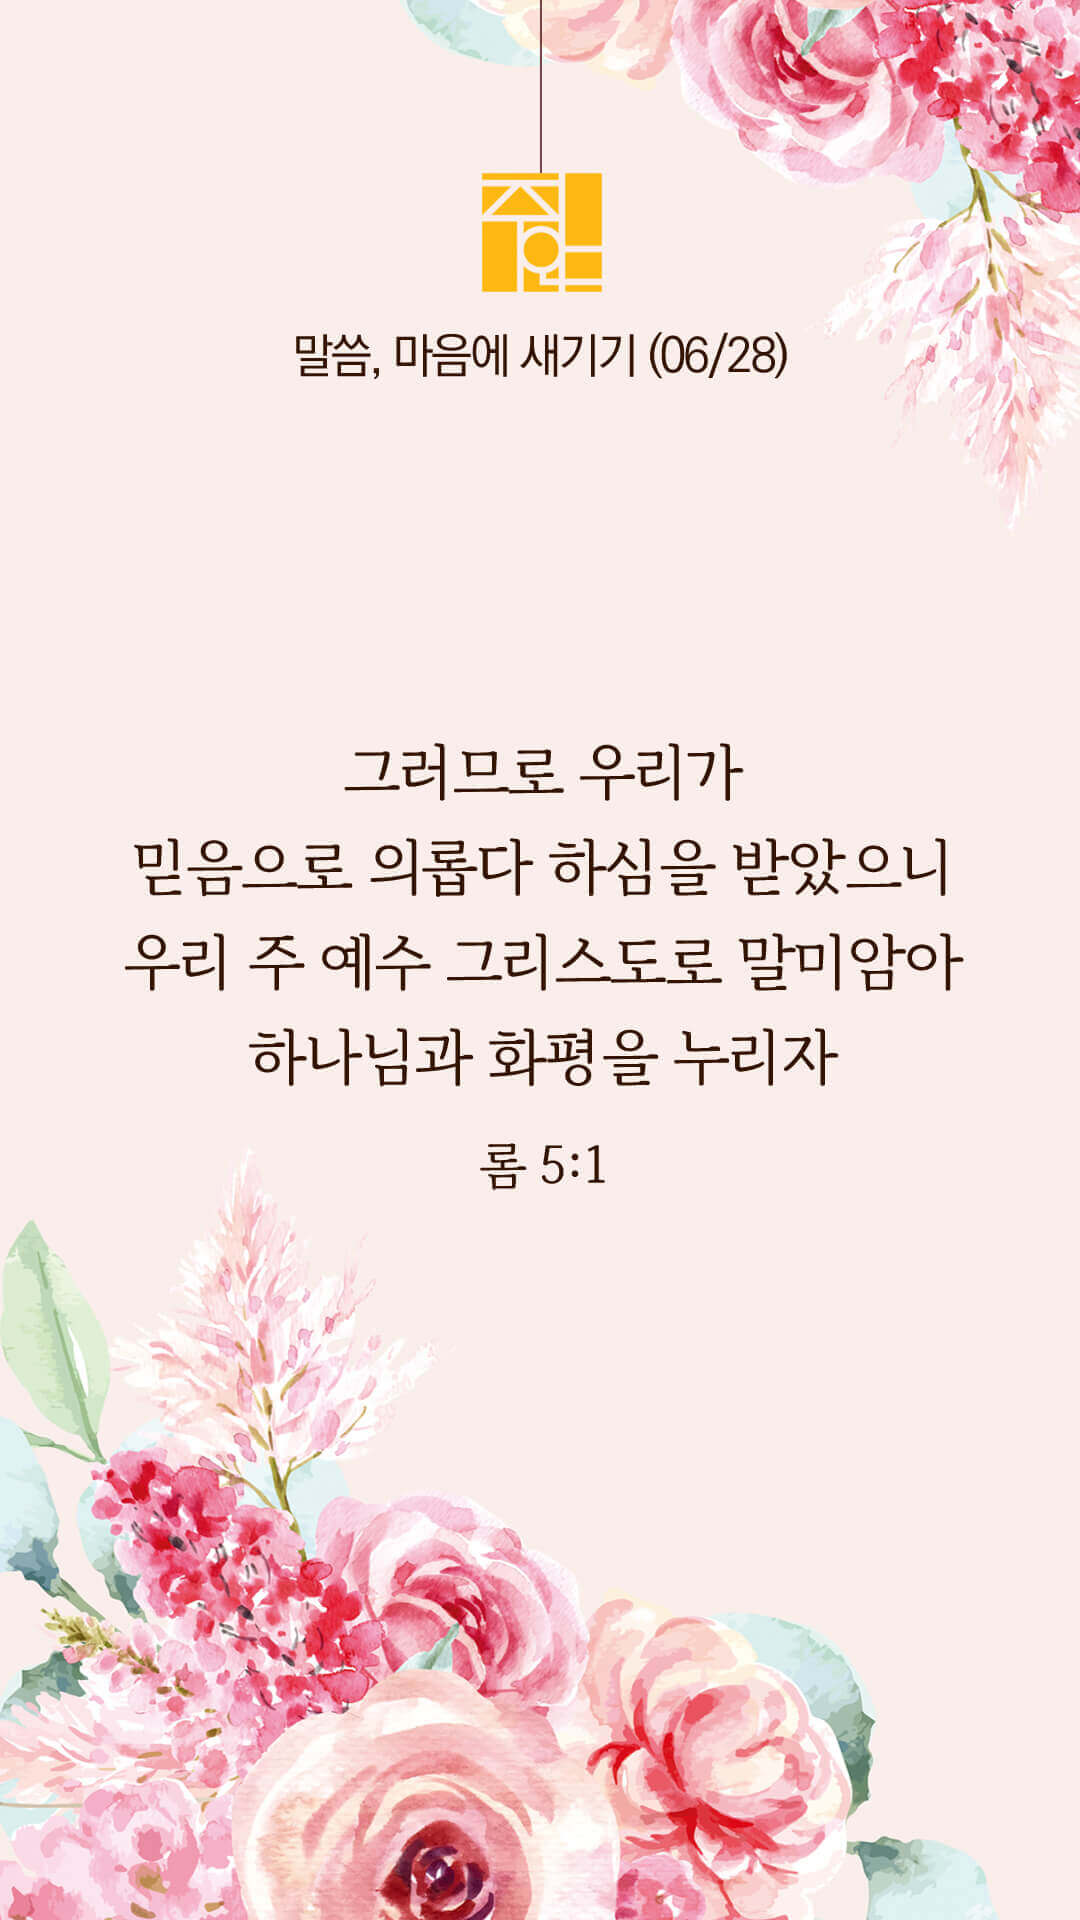 말씀, 마음에 새기기 (06/28)
그러므로 우리가
믿음으로 의롭다 하심을 받았으니
우리 주 예수 그리스도로 말미암아
하나님과 화평을 누리자
롬 5:1